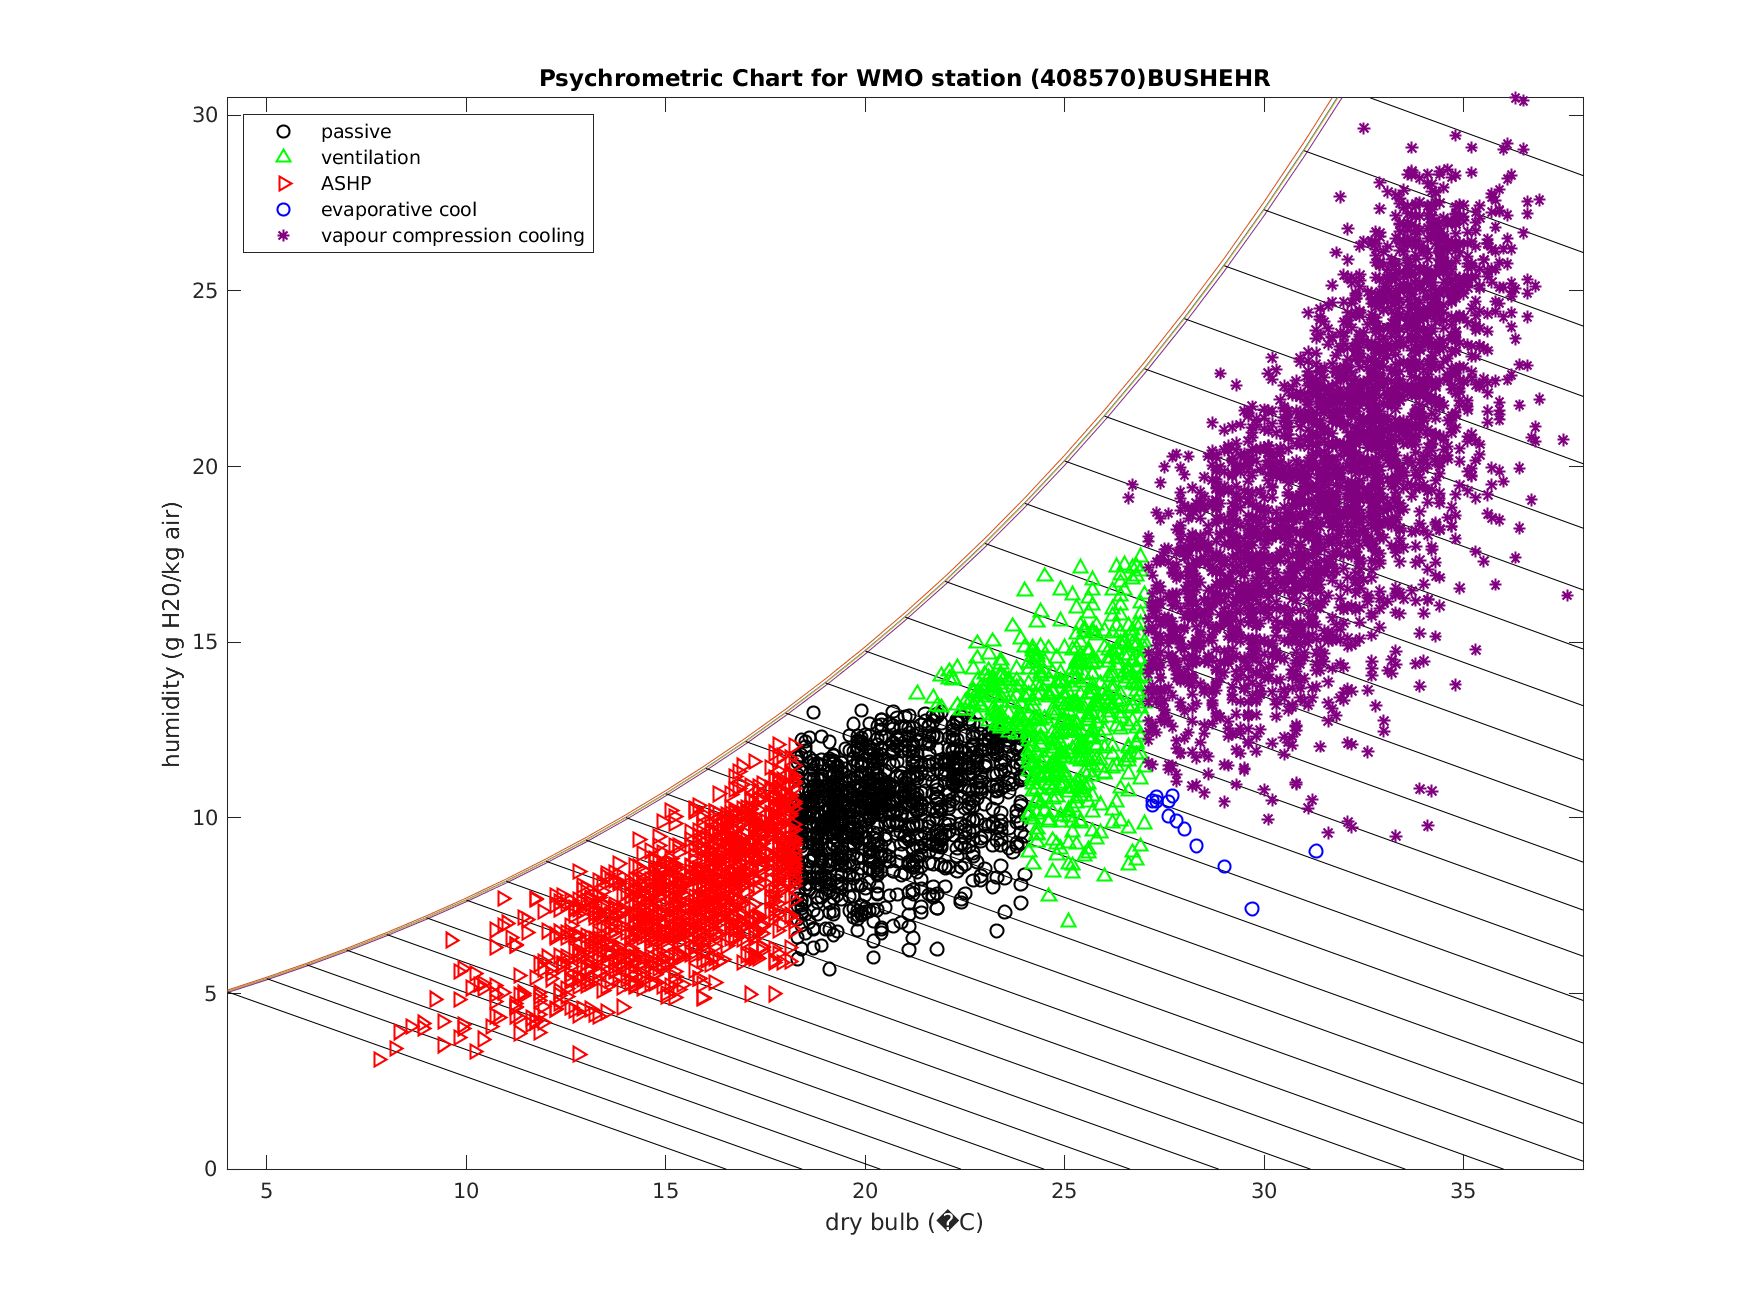 Psychrometric Chart for WMO station (408570)BUSHEHR
passive
ventilation
ASHP
evaporative cool
vapour compression cooling
humidity (g H20/kg air)
30
25
20
15
10
5
0
5 10 15 20 25 30 35
dry bulb (�C)